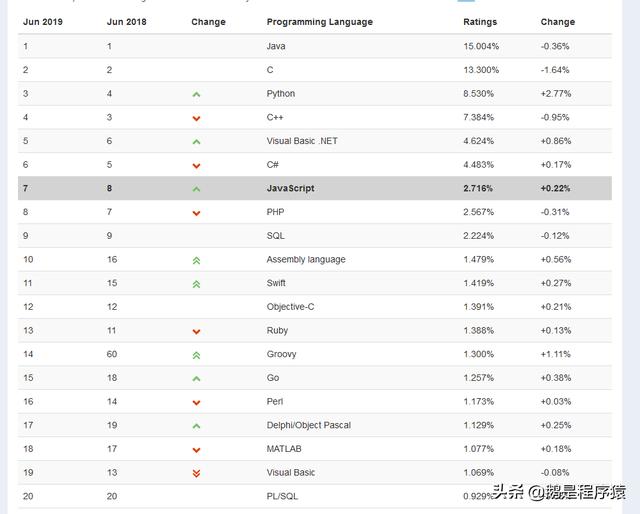 Jun 2019 Jun 2018 Change Programming Language Ratings Change
1 1 Java 15.004% -0.36%
2 2 C 13.300% -1.64%
3 4 Python 8.530% +2.77%
4 3 C++ 7.384% -0.95%
5 6 Visual Basic .NET 4.624% +0.86%
6 5 C# 4.483% +0.17%
7 8 JavaScript 2.716% +0.22%
8 7 PHP 2.567% -0.31%
9 9 SQL 2.224% -0.12%
10 16 Assembly language 1.479% +0.56%
11 15 Swift 1.419% +0.27%
12 12 Objective-C 1.391% +0.21%
13 11 Ruby 1.388% +0.13%
14 60 Groovy 1.300% +1.11%
15 18 Go 1.257% +0.38%
16 14 Perl 1.173% +0.03%
17 19 Delphi/Object Pascal 1.129% +0.25%
18 17 MATLAB 1.077% +0.18%
19 13 Visual Basic 1.069% -0.08%
20 20 PL/SQL 0.929%
头条 @鹅是程序猿